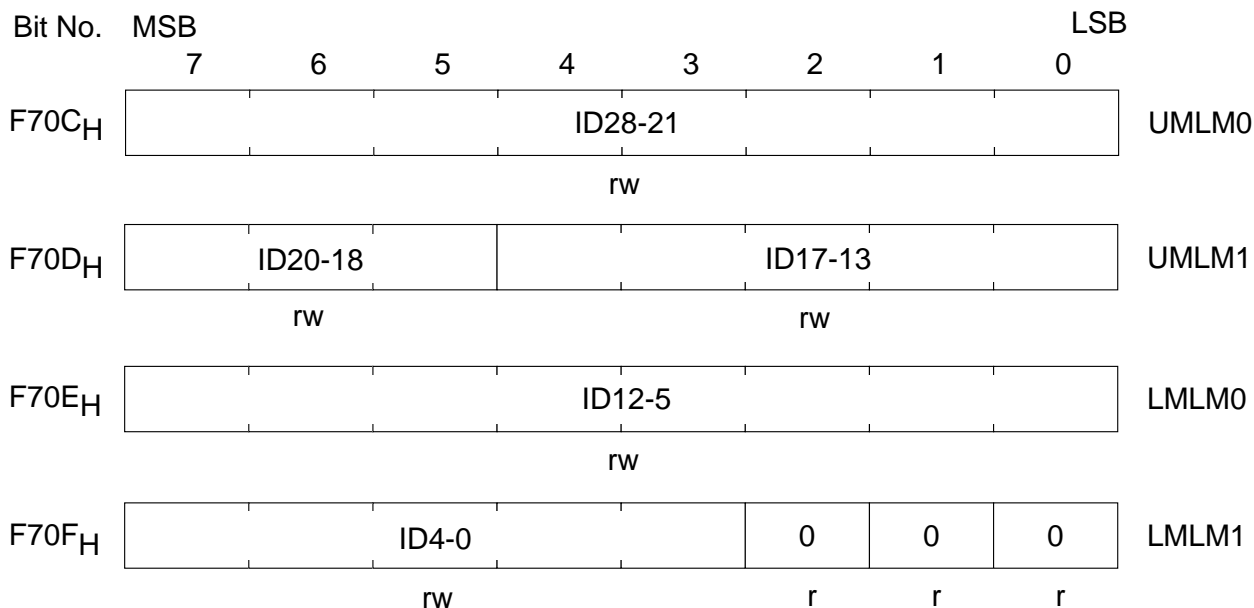 Bit No. MSB LSB
7 6 5 4 3 2 1 0
F70CH ID28-21 UMLM0
rw
F70DH ID20-18 ID17-13 UMLM1
rw rw
F70EH ID12-5 LMLM0
rw
F70FH ID4-0 0 0 0 LMLM1
rw r r r